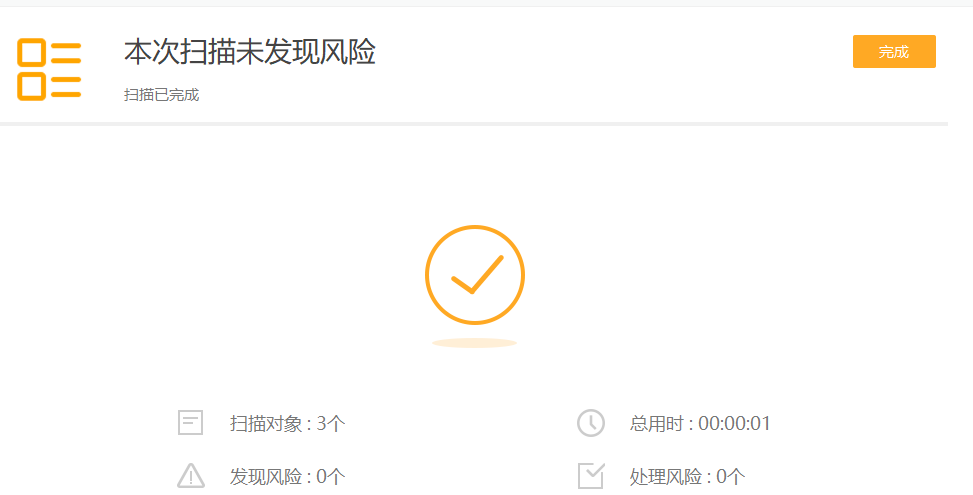 本次扫描未发现风险
完成
扫描已完成
扫描对象 : 3个
总用时 : 00:00:01
发现风险 : 0个
处理风险 : 0个